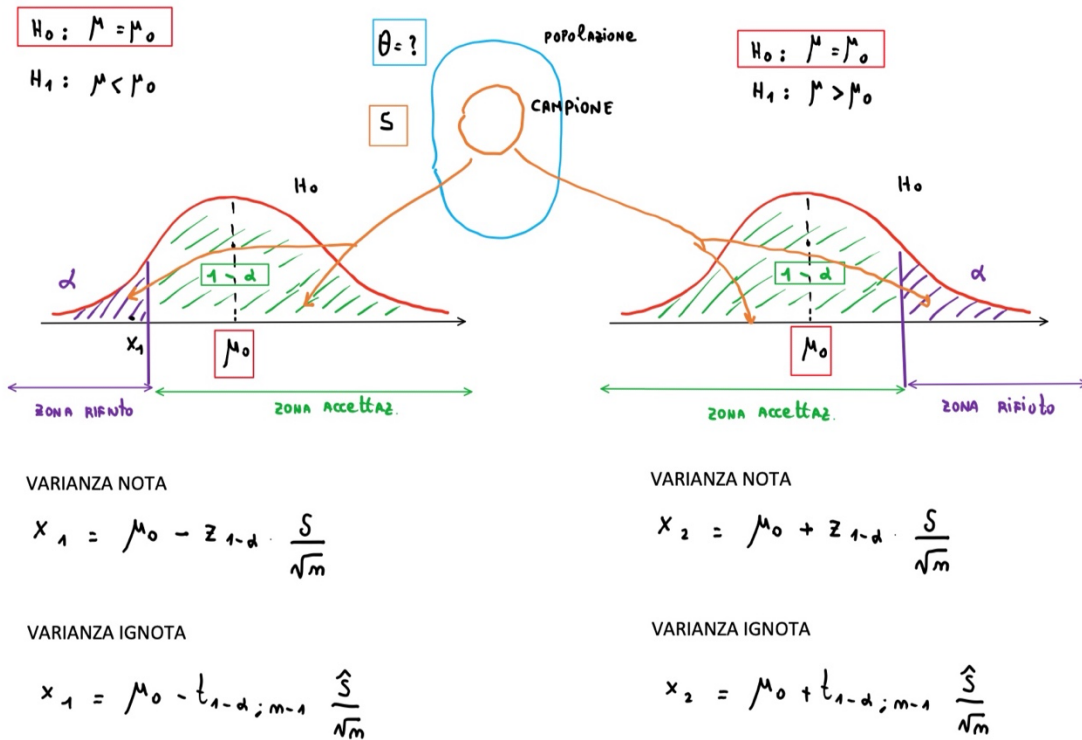 H₀ : μ = μ₀
H₁ : μ < μ₀
θ = ?
S
POPOLAZIONE
CAMPIONE
H₀ : μ = μ₀
H₁ : μ > μ₀
H₀
α
1 - α
x₁
μ₀
ZONA RIFIUTO
ZONA ACCETTAZ.
H₀
1 - α
α
μ₀
ZONA ACCETTAZ.
ZONA RIFIUTO
VARIANZA NOTA
x₁ = μ₀ - z₁₋α · S/√n
VARIANZA IGNOTA
x₁ = μ₀ - t₁₋α;n-1 Ŝ/√n
VARIANZA NOTA
x₂ = μ₀ + z₁₋α · S/√n
VARIANZA IGNOTA
x₂ = μ₀ + t₁₋α;n-1 Ŝ/√n